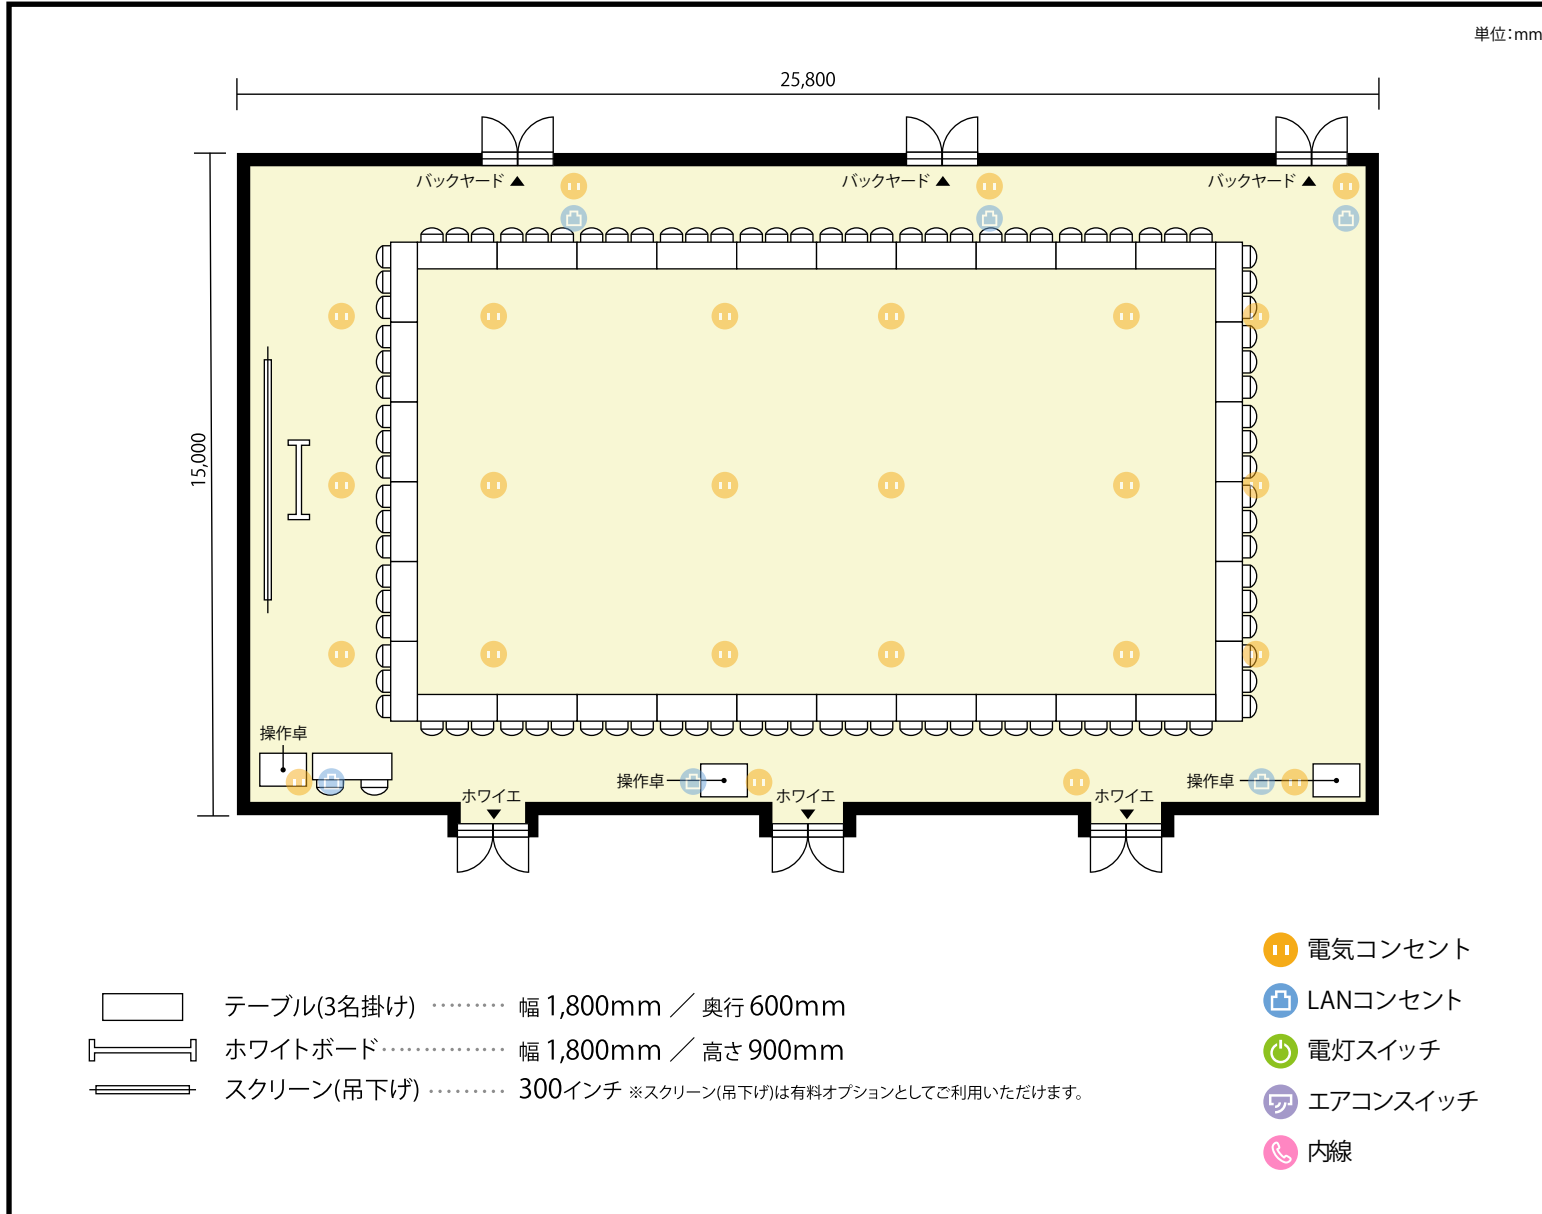 単位:mm
25,800
バックヤード
バックヤード
バックヤード
15,000
操作卓
操作卓
操作卓
ホワイエ
ホワイエ
ホワイエ
テーブル(3名掛け) ········· 幅 1,800mm ／ 奥行 600mm
ホワイトボード ··············· 幅 1,800mm ／ 高さ 900mm
スクリーン(吊下げ) ········· 300インチ ※スクリーン(吊下げ)は有料オプションとしてご利用いただけます。
電気コンセント
LANコンセント
電灯スイッチ
エアコンスイッチ
内線